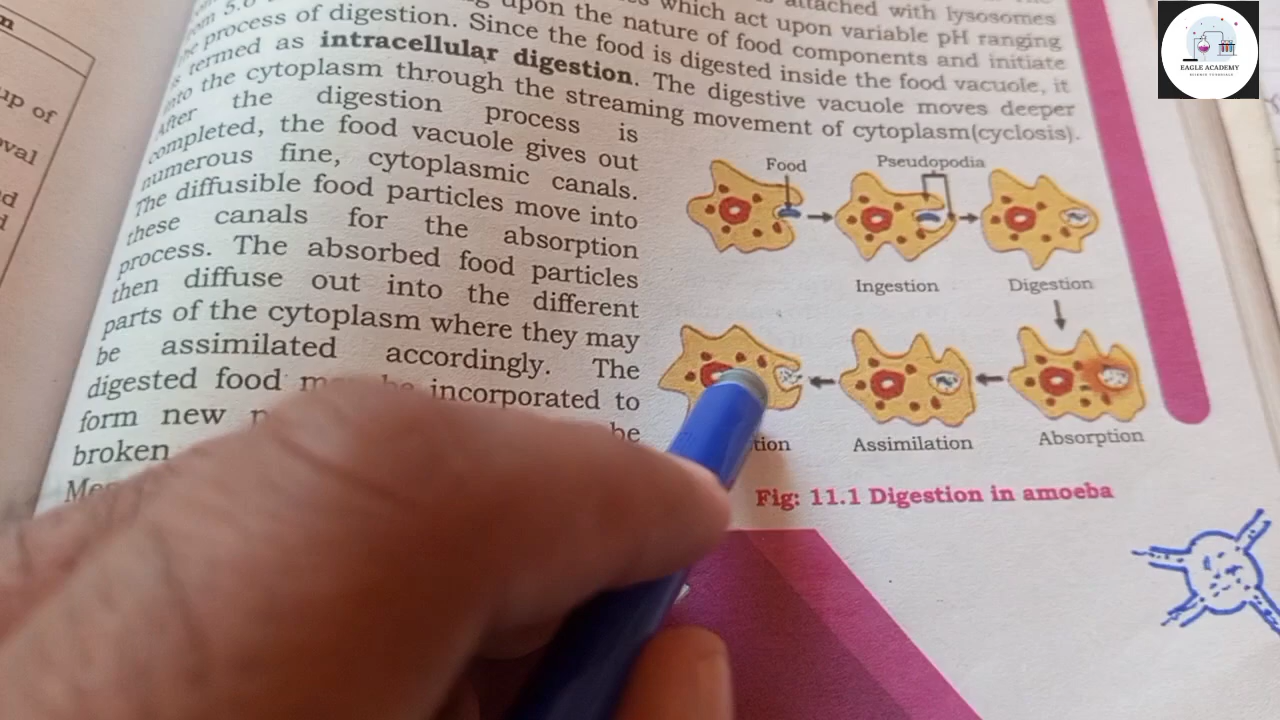 n
up of
oval
attached with lysosomes
which act upon variable pH ranging
upon the nature of food components and initiate
process of digestion. Since the food is digested inside the food vacuole, it
termed as intracellular digestion. The digestive vacuole moves deeper
into the cytoplasm through the streaming movement of cytoplasm(cyclosis).
After the digestion process is
completed, the food vacuole gives out
numerous fine, cytoplasmic canals.
The diffusible food particles move into
these canals for the absorption
process. The absorbed food particles
then diffuse out into the different
parts of the cytoplasm where they may
be assimilated accordingly. The
digested food may be incorporated to
form new be
broken
Food
Pseudopodia
Ingestion
Digestion
tion
Assimilation
Absorption
Fig: 11.1 Digestion in amoeba
EAGLE ACADEMY
SCIENCE TUTORIALS